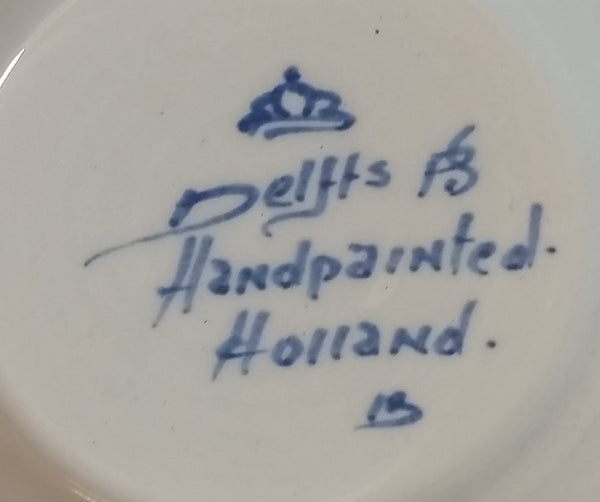 Delfts B
Handpainted.
Holland.
B